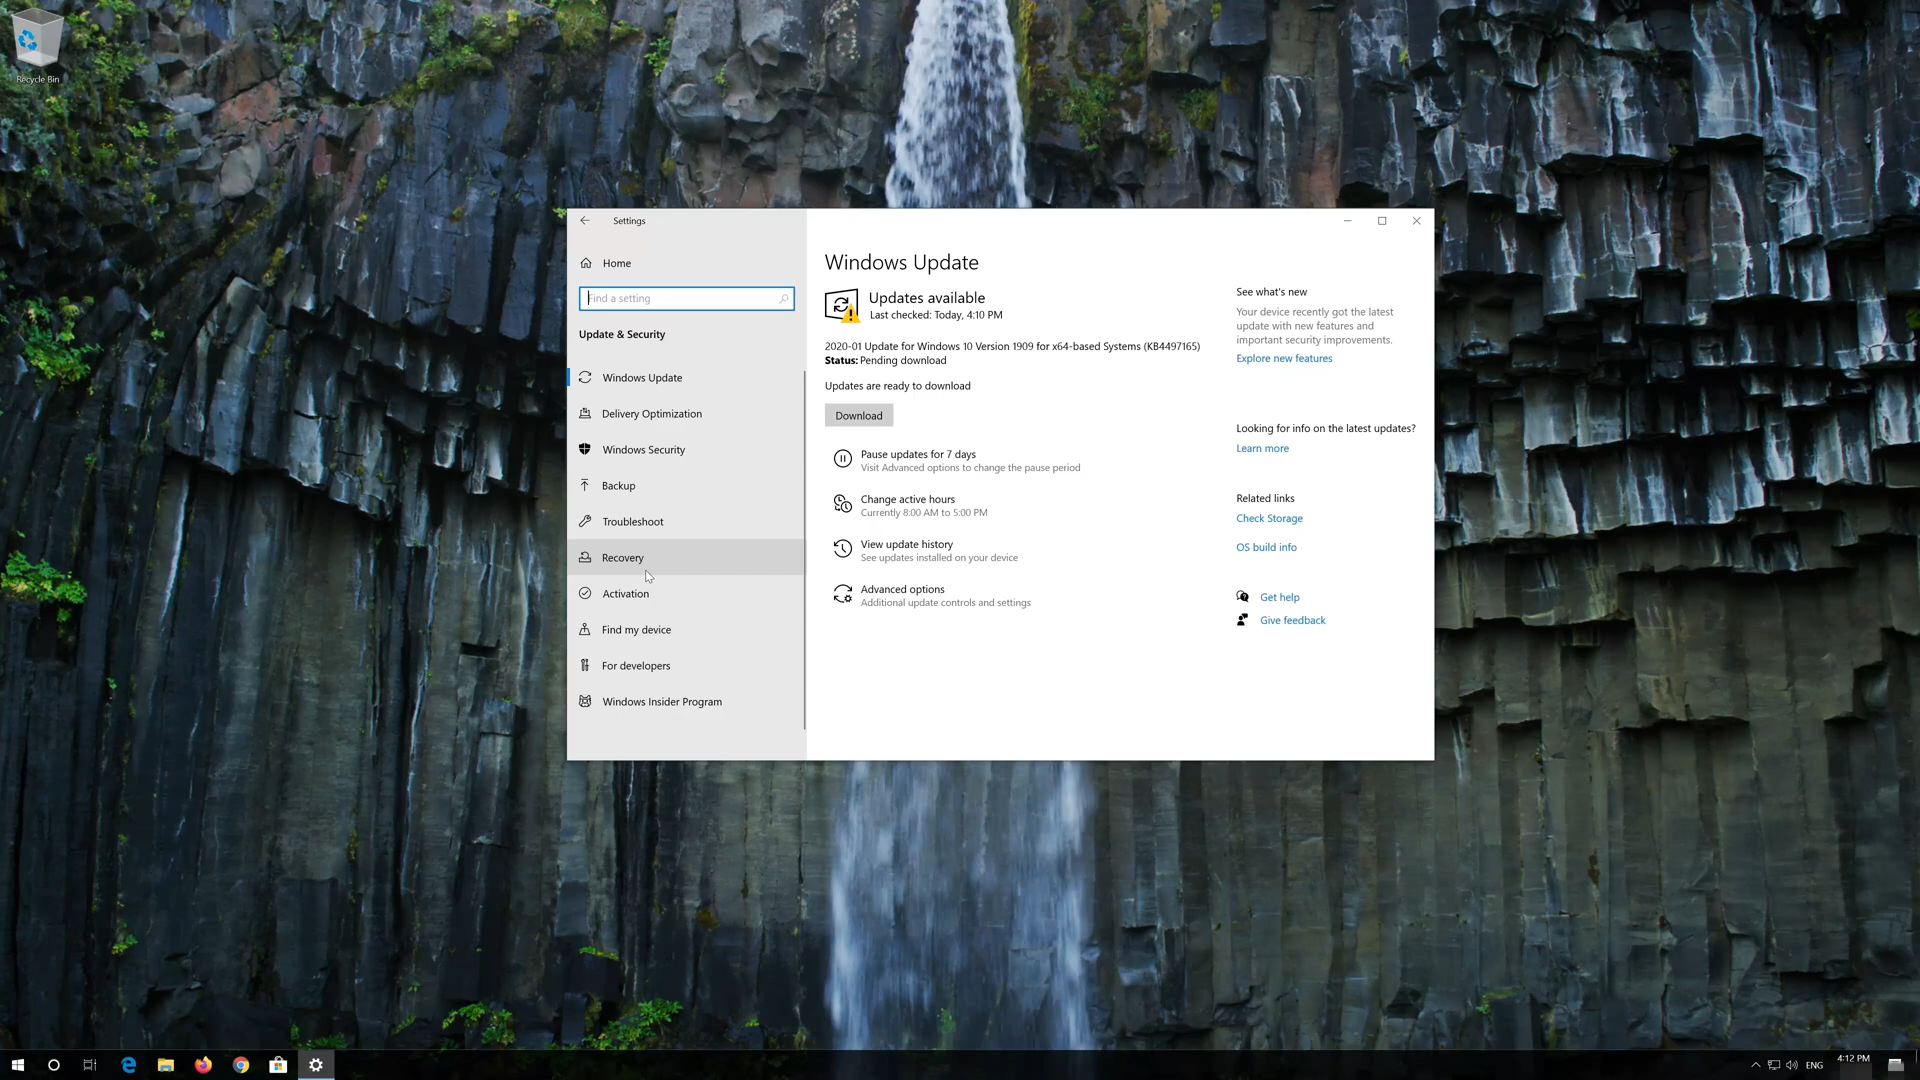 Recycle Bin
Settings
Home
Find a setting
Update & Security
Windows Update
Delivery Optimization
Windows Security
Backup
Troubleshoot
Recovery
Activation
Find my device
For developers
Windows Insider Program
Windows Update
Updates available
Last checked: Today, 4:10 PM
2020-01 Update for Windows 10 Version 1909 for x64-based Systems (KB4497165)
Status: Pending download
Updates are ready to download
Download
Pause updates for 7 days
Visit Advanced options to change the pause period
Change active hours
Currently 8:00 AM to 5:00 PM
View update history
See updates installed on your device
Advanced options
Additional update controls and settings
See what's new
Your device recently got the latest
update with new features and
important security improvements.
Explore new features
Looking for info on the latest updates?
Learn more
Related links
Check Storage
OS build info
Get help
Give feedback
ENG
4:12 PM